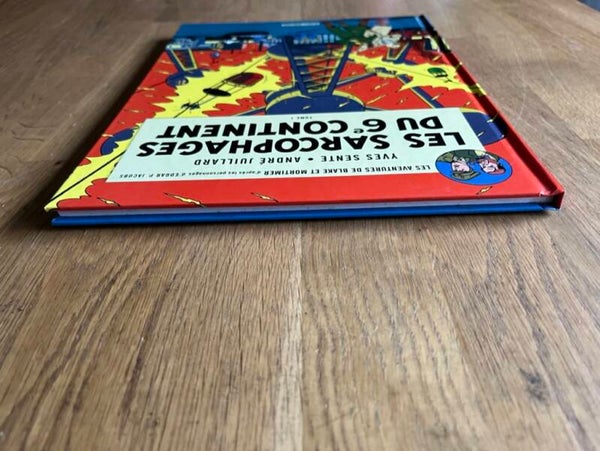 LES AVENTURES DE BLAKE ET MORTIMER d'après les personnages d'EDGAR P. JACOBS
YVES SENTE • ANDRÉ JUILLARD
LES SARCOPHAGES
DU 6e CONTINENT
TOME 1